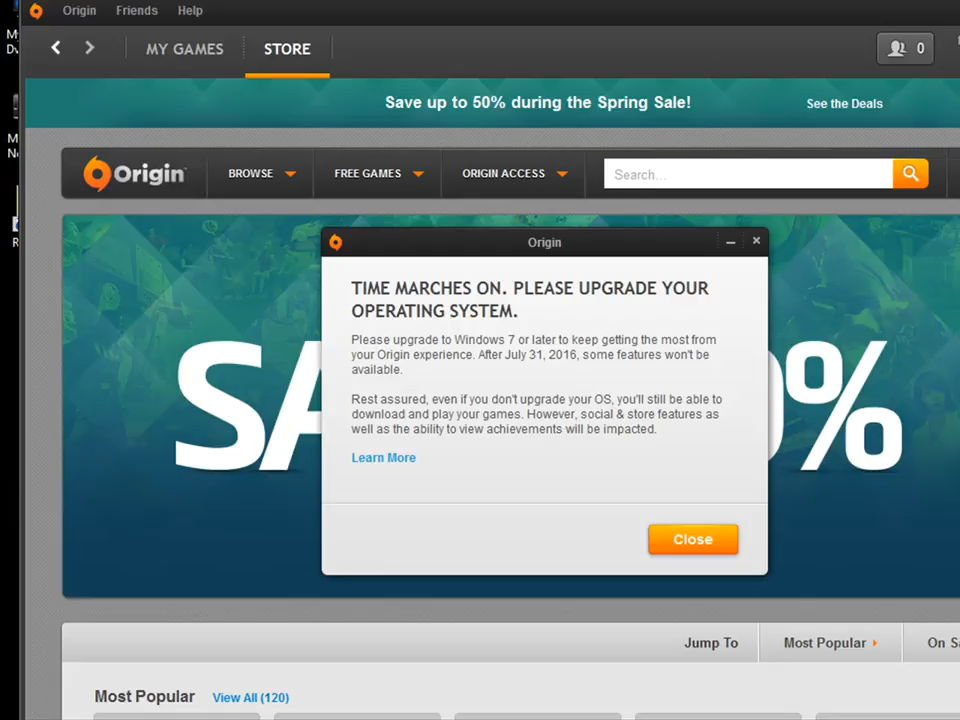 Origin Friends Help
MY GAMES STORE 0
Save up to 50% during the Spring Sale! See the Deals
Origin BROWSE FREE GAMES ORIGIN ACCESS Search...
Origin
TIME MARCHES ON. PLEASE UPGRADE YOUR
OPERATING SYSTEM.
Please upgrade to Windows 7 or later to keep getting the most from
your Origin experience. After July 31, 2016, some features won't be
available.
Rest assured, even if you don't upgrade your OS, you'll still be able to
download and play your games. However, social & store features as
well as the ability to view achievements will be impacted.
Learn More
Close
Jump To Most Popular
Most Popular View All (120)